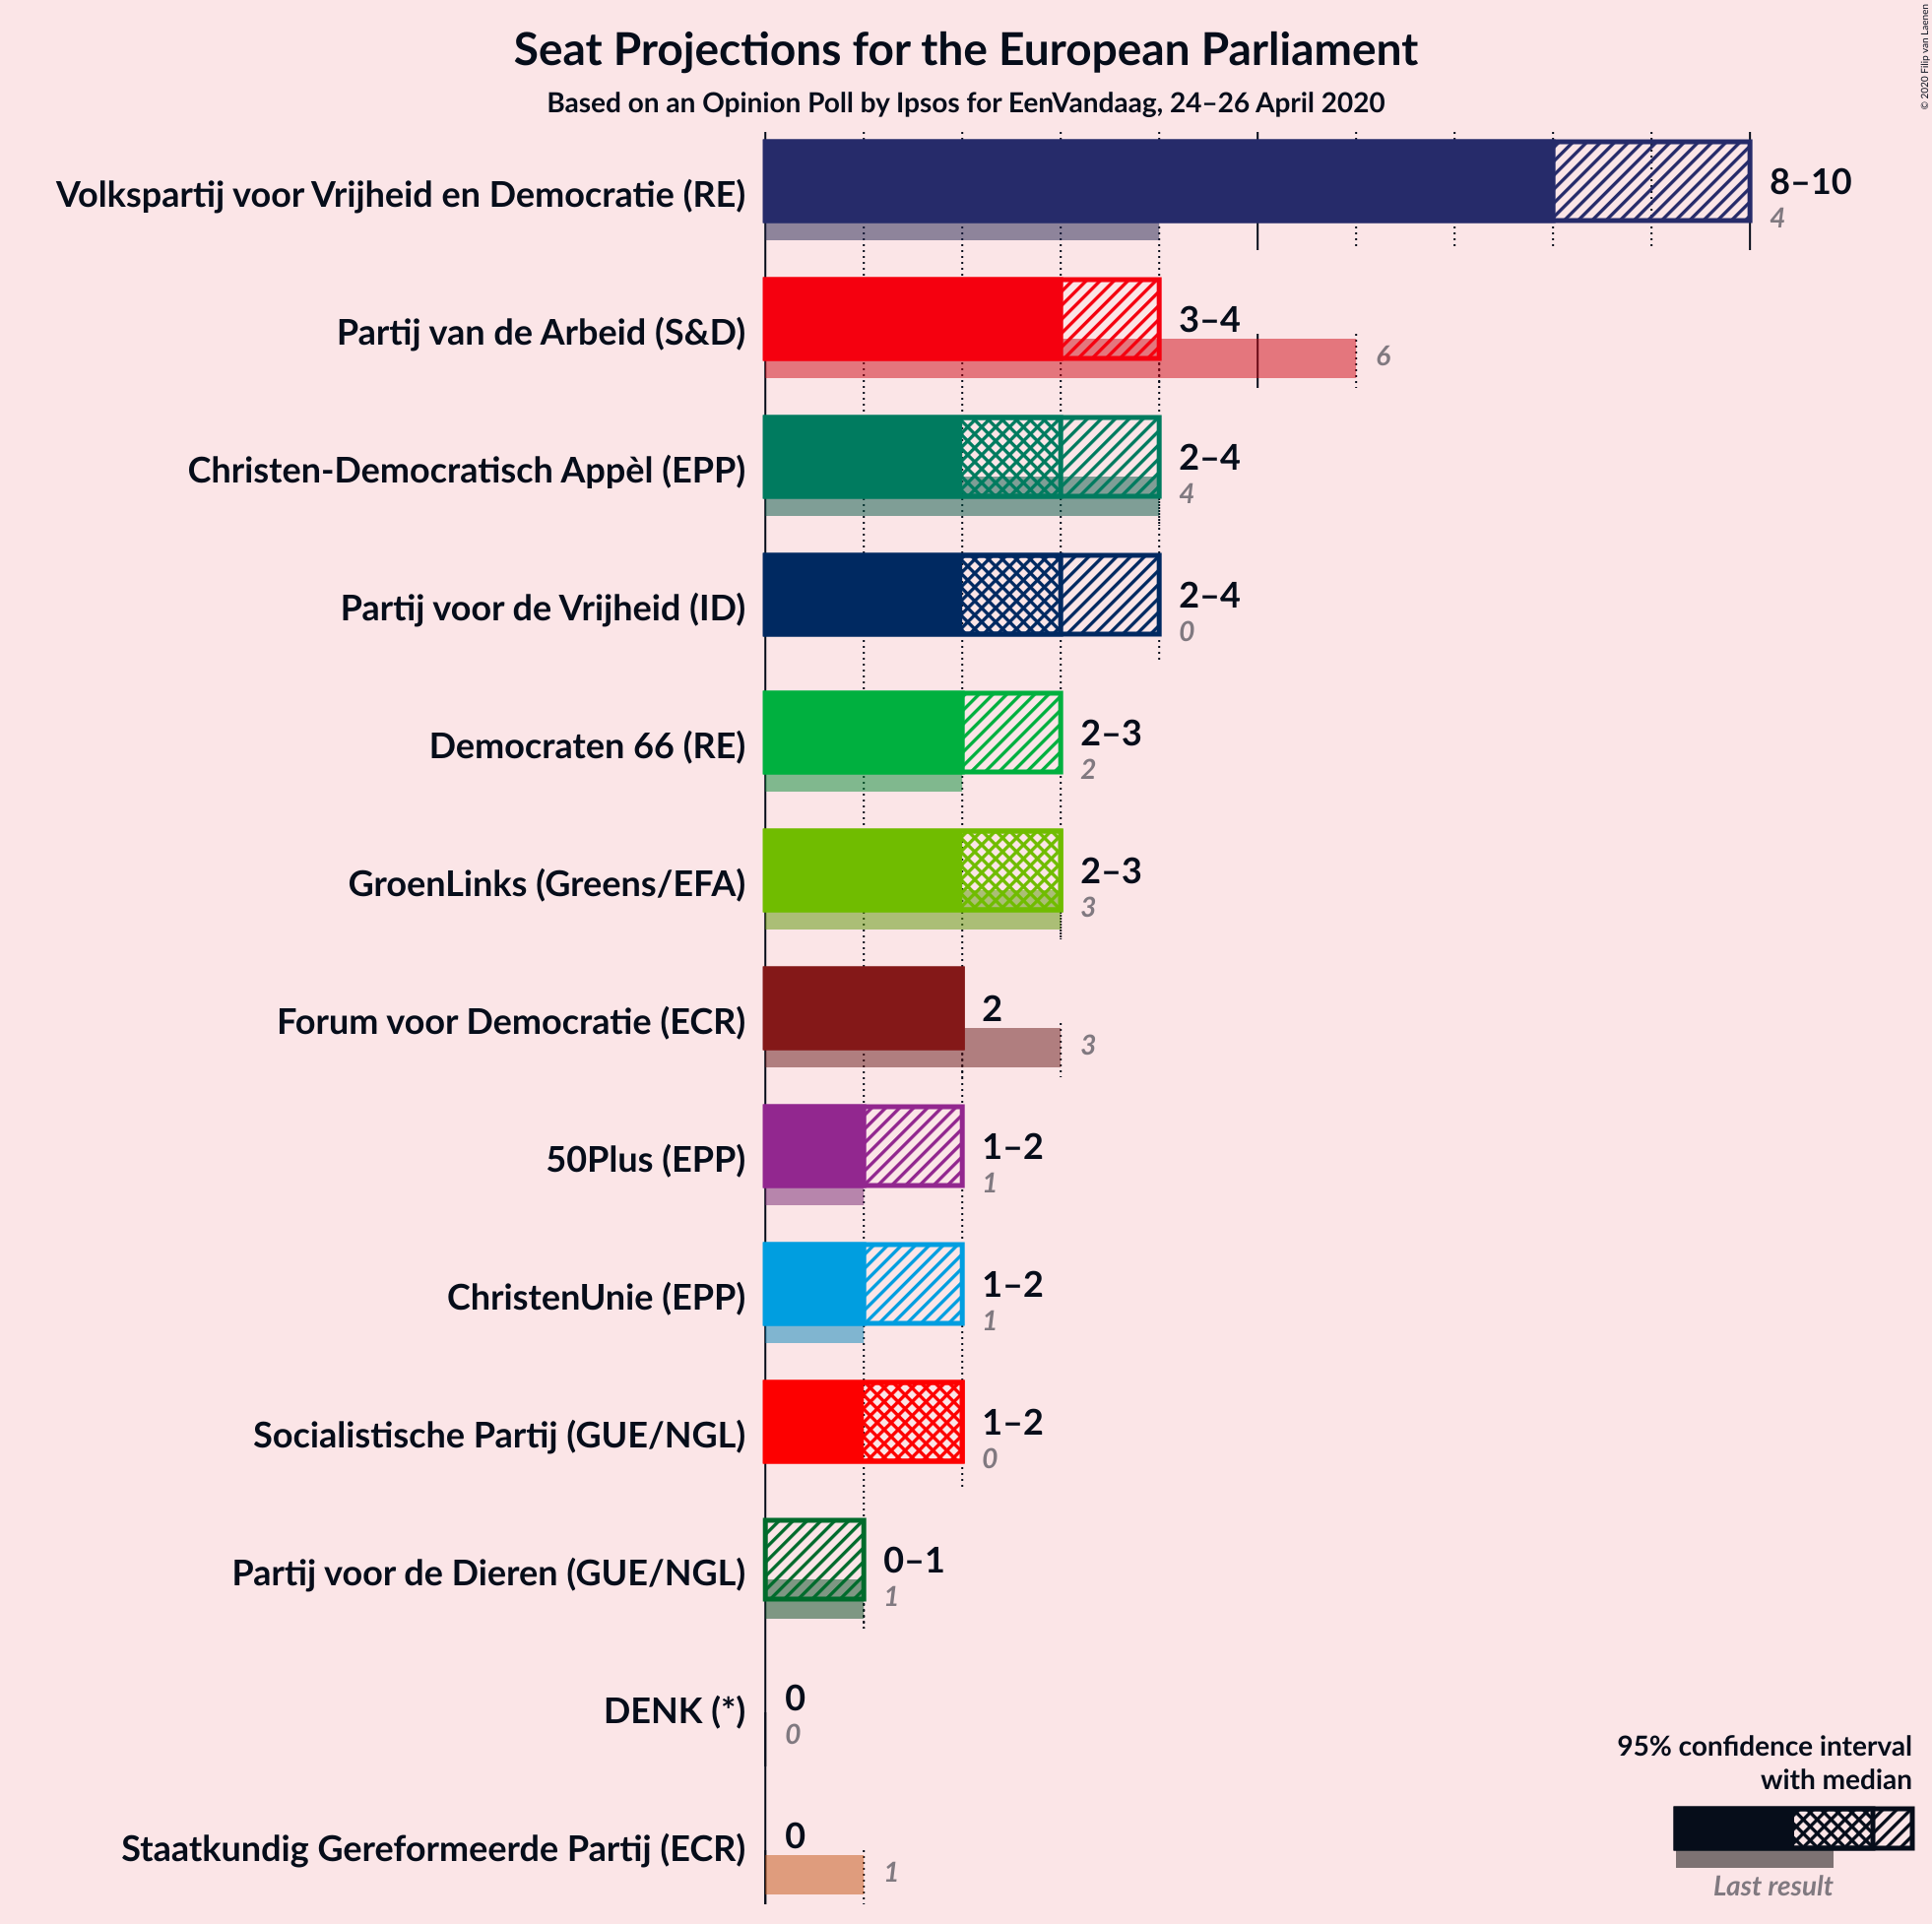 Seat Projections for the European Parliament
Based on an Opinion Poll by Ipsos for EenVandaag, 24–26 April 2020
© 2020 Filip van Laenen
Volkspartij voor Vrijheid en Democratie (RE)
8–10
4
Partij van de Arbeid (S&D)
3–4
6
Christen-Democratisch Appèl (EPP)
2–4
4
Partij voor de Vrijheid (ID)
2–4
0
Democraten 66 (RE)
2–3
2
GroenLinks (Greens/EFA)
2–3
3
Forum voor Democratie (ECR)
2
3
50Plus (EPP)
1–2
1
ChristenUnie (EPP)
1–2
1
Socialistische Partij (GUE/NGL)
1–2
0
Partij voor de Dieren (GUE/NGL)
0–1
1
DENK (*)
0
0
Staatkundig Gereformeerde Partij (ECR)
0
1
95% confidence interval
with median
Last result